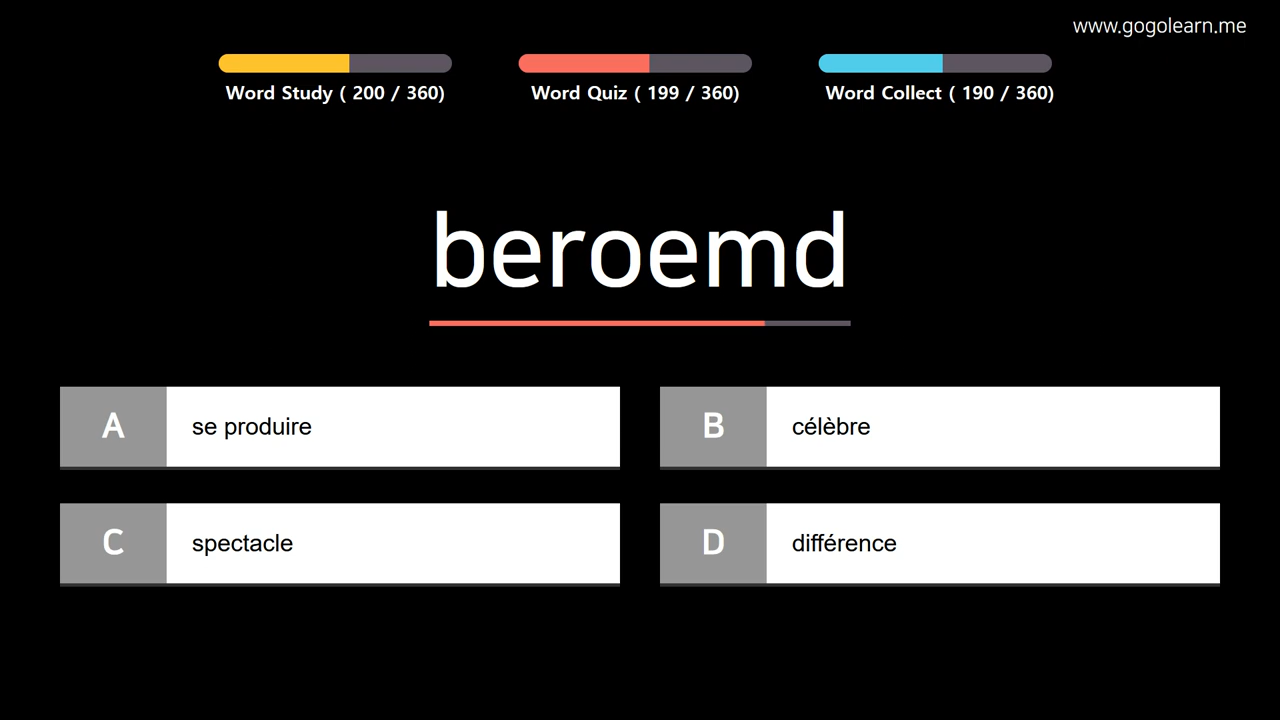 www.gogolearn.me
Word Study ( 200 / 360)
Word Quiz ( 199 / 360)
Word Collect ( 190 / 360)
beroemd
A
se produire
B
célèbre
C
spectacle
D
différence